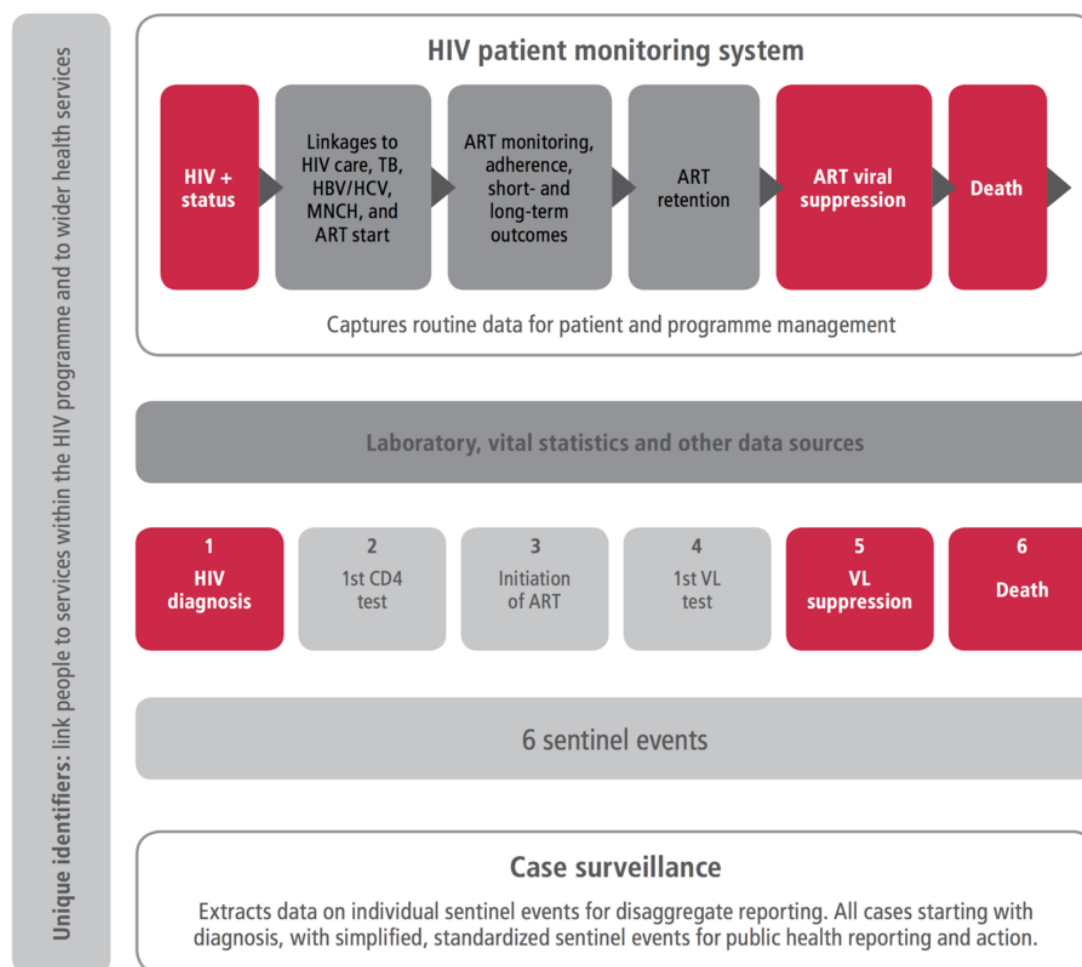 Unique identifiers: link people to services within the HIV programme and to wider health services
HIV patient monitoring system
HIV +
status
Linkages to
HIV care, TB,
HBV/HCV,
MNCH, and
ART start
ART monitoring,
adherence,
short- and
long-term
outcomes
ART
retention
ART viral
suppression
Death
Captures routine data for patient and programme management
Laboratory, vital statistics and other data sources
1
HIV
diagnosis
2
1st CD4
test
3
Initiation
of ART
4
1st VL
test
5
VL
suppression
6
Death
6 sentinel events
Case surveillance
Extracts data on individual sentinel events for disaggregate reporting. All cases starting with
diagnosis, with simplified, standardized sentinel events for public health reporting and action.